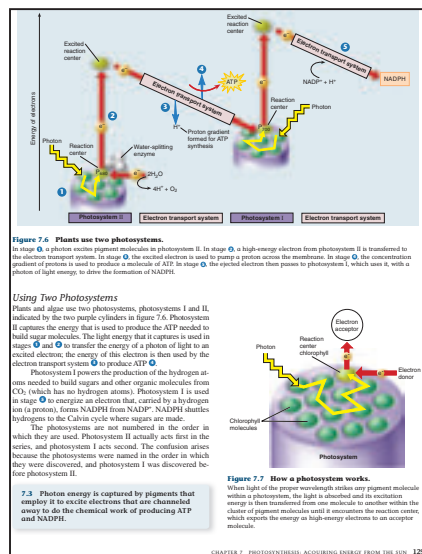 Energy of electrons
Excited
reaction
center
e⁻
Electron transport system
ATP
4
3
2
1
H⁺
Proton gradient
formed for ATP
synthesis
Photon
Reaction
center
P₆₈₀
Water-splitting
enzyme
2H₂O
4H⁺ + O₂
Excited
reaction
center
e⁻
Electron transport system
5
NADP⁺ + H⁺
NADPH
Reaction
center
Photon
Photosystem II
Electron transport system
Photosystem I
Electron transport system
Figure 7.6 Plants use two photosystems.
In stage 1, a photon excites pigment molecules in photosystem II. In stage 2, a high-energy electron from photosystem II is transferred to
the electron transport system. In stage 3, the excited electron is used to pump a proton across the membrane. In stage 4, the concentration
gradient of protons is used to produce a molecule of ATP. In stage 5, the ejected electron then passes to photosystem I, which uses it, with a
photon of light energy, to drive the formation of NADPH.
Using Two Photosystems
Plants and algae use two photosystems, photosystems I and II,
indicated by the two purple cylinders in figure 7.6. Photosystem
II captures the energy that is used to produce the ATP needed to
build sugar molecules. The light energy that it captures is used in
stages 1 and 2 to transfer the energy of a photon of light to an
excited electron; the energy of this electron is then used by the
electron transport system 3 to produce ATP 4.
Photosystem I powers the production of the hydrogen at-
oms needed to build sugars and other organic molecules from
CO₂ (which has no hydrogen atoms). Photosystem I is used
in stage 5 to energize an electron that, carried by a hydrogen
ion (a proton), forms NADPH from NADP⁺. NADPH shuttles
hydrogens to the Calvin cycle where sugars are made.
The photosystems are not numbered in the order in
which they are used. Photosystem II actually acts first in the
series, and photosystem I acts second. The confusion arises
because the photosystems were named in the order in which
they were discovered, and photosystem I was discovered be-
fore photosystem II.
7.3 Photon energy is captured by pigments that
employ it to excite electrons that are channeled
away to do the chemical work of producing ATP
and NADPH.
Electron
acceptor
Reaction
center
chlorophyll
Photon
e⁻
e⁻
Electron
donor
Chlorophyll
molecules
Photosystem
Figure 7.7 How a photosystem works.
When light of the proper wavelength strikes any pigment molecule
within a photosystem, the light is absorbed and its excitation
energy is then transferred from one molecule to another within the
cluster of pigment molecules until it encounters the reaction center,
which exports the energy as high-energy electrons to an acceptor
molecule.
CHAPTER 7 PHOTOSYNTHESIS: ACQUIRING ENERGY FROM THE SUN 129